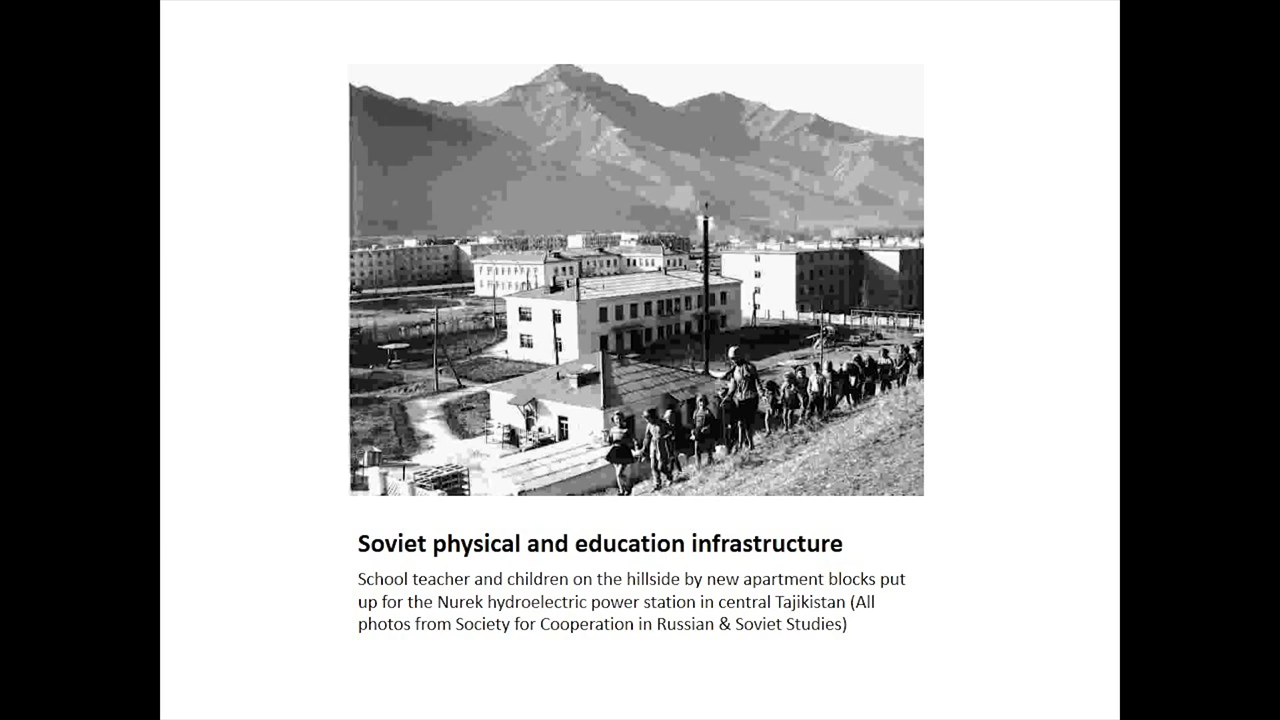 Soviet physical and education infrastructure
School teacher and children on the hillside by new apartment blocks put
up for the Nurek hydroelectric power station in central Tajikistan (All
photos from Society for Cooperation in Russian & Soviet Studies)